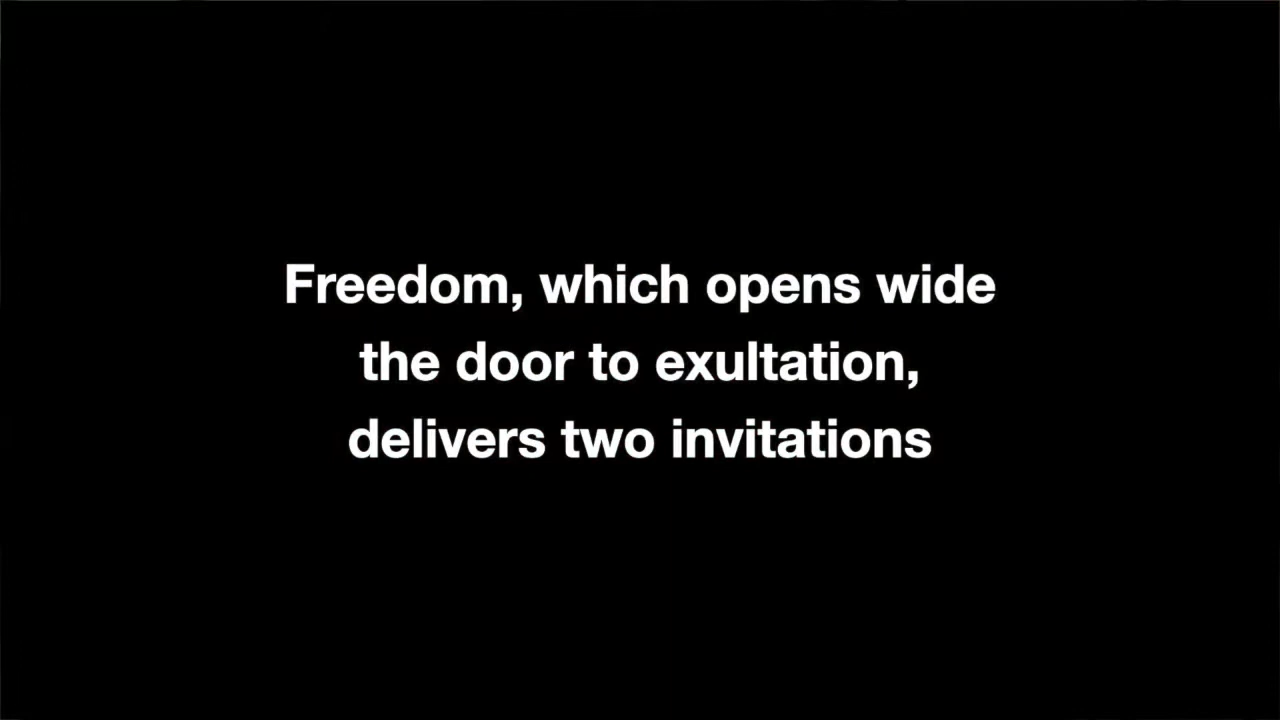 Freedom, which opens wide
the door to exultation,
delivers two invitations